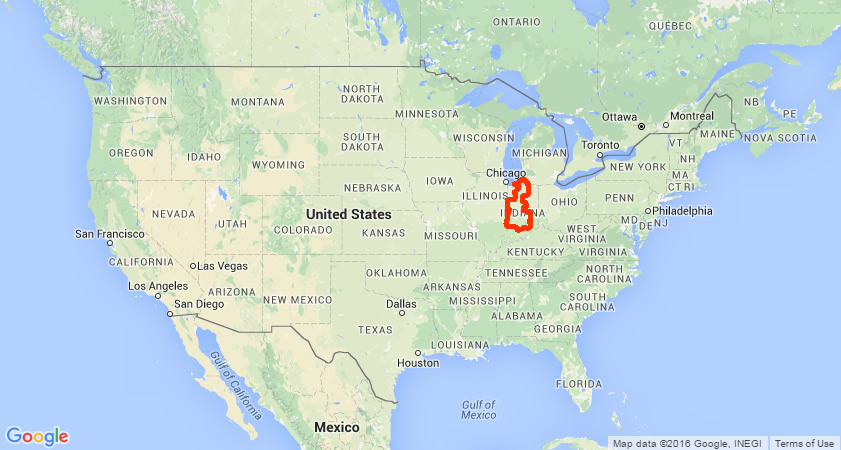 ONTARIO
WASHINGTON
MONTANA
NORTH
DAKOTA
MINNESOTA
Ottawa
Montreal
NB
PE
NOVA SCOTIA
MAINE
VT
NH
OREGON
IDAHO
SOUTH
DAKOTA
WISCONSIN
MICHIGAN
Toronto
NEW YORK
WYOMING
Chicago
MA
CT RI
NEBRASKA
IOWA
ILLINOIS
INDIANA
OHIO
PENN
NEVADA
UTAH
COLORADO
United States
KANSAS
MISSOURI
Philadelphia
MD
DE
NJ
WEST
VIRGINIA
VIRGINIA
KENTUCKY
San Francisco
CALIFORNIA
Las Vegas
Los Angeles
San Diego
ARIZONA
NEW MEXICO
OKLAHOMA
ARKANSAS
TENNESSEE
NORTH
CAROLINA
SOUTH
CAROLINA
MISSISSIPPI
ALABAMA
GEORGIA
Dallas
TEXAS
LOUISIANA
Houston
FLORIDA
Gulf of California
Gulf of
Mexico
Mexico
Google
Map data ©2016 Google, INEGI
Terms of Use